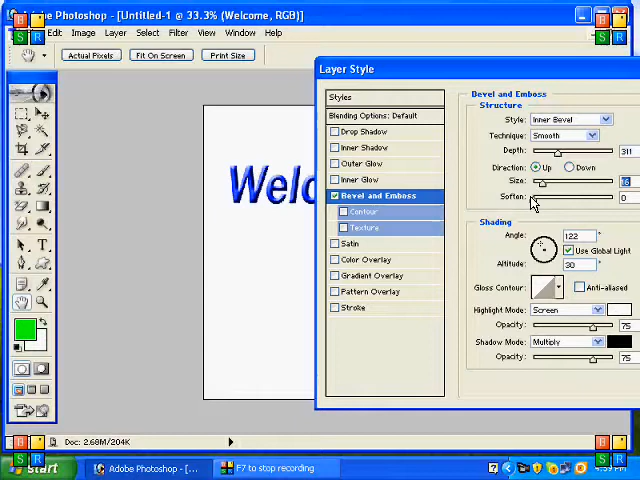 Adobe Photoshop - [Untitled-1 @ 33.3% (Welcome, RGB)]
Edit Image Layer Select Filter View Window Help
Actual Pixels Fit On Screen Print Size
Layer Style
Styles
Blending Options: Default
Drop Shadow
Inner Shadow
Outer Glow
Inner Glow
Bevel and Emboss
Contour
Texture
Satin
Color Overlay
Gradient Overlay
Pattern Overlay
Stroke
Bevel and Emboss
Structure
Style: Inner Bevel
Technique: Smooth
Depth: 311
Direction: Up Down
Size: 16
Soften: 0
Shading
Angle: 122 °
Use Global Light
Altitude: 30 °
Gloss Contour: Anti-aliased
Highlight Mode: Screen
Opacity: 75
Shadow Mode: Multiply
Opacity: 75
Welc
Doc: 2.68M/204K
start
Adobe Photoshop - [...
F7 to stop recording
B
S R
B
S R
B
S R
B
S R